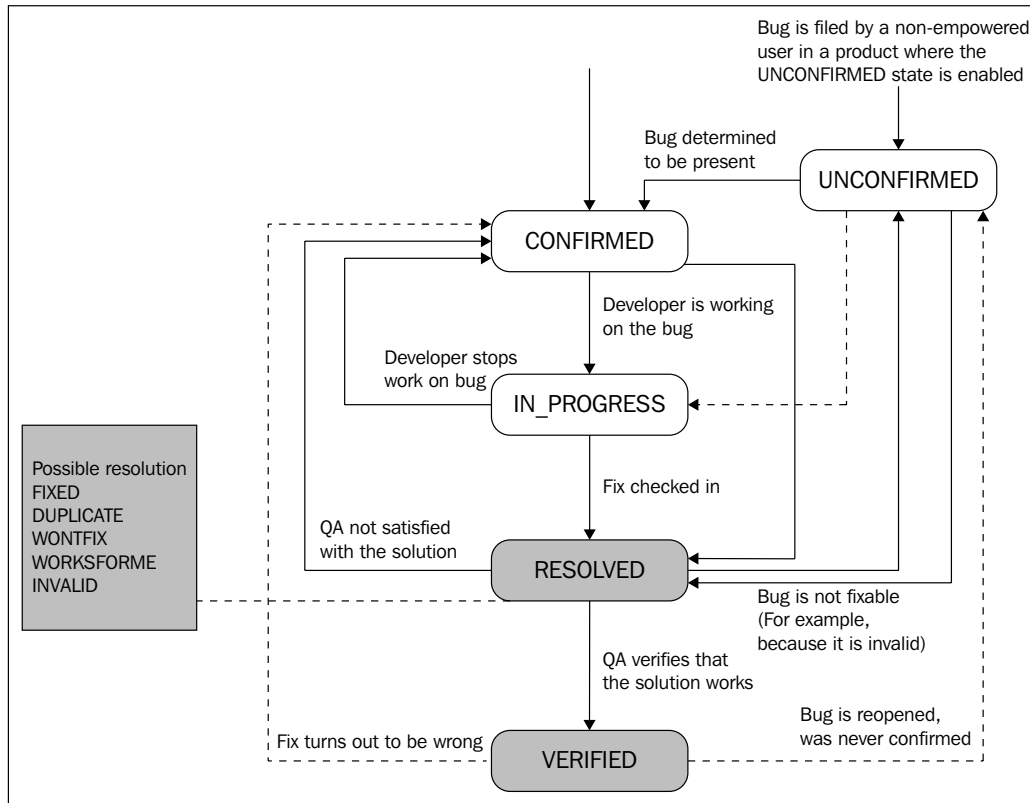 Bug is filed by a non-empowered
user in a product where the
UNCONFIRMED state is enabled
Bug determined
to be present
UNCONFIRMED
CONFIRMED
Developer is working
on the bug
Developer stops
work on bug
IN_PROGRESS
Possible resolution
FIXED
DUPLICATE
WONTFIX
WORKSFORME
INVALID
Fix checked in
QA not satisfied
with the solution
RESOLVED
Bug is not fixable
(For example,
because it is invalid)
QA verifies that
the solution works
Bug is reopened,
was never confirmed
Fix turns out to be wrong
VERIFIED